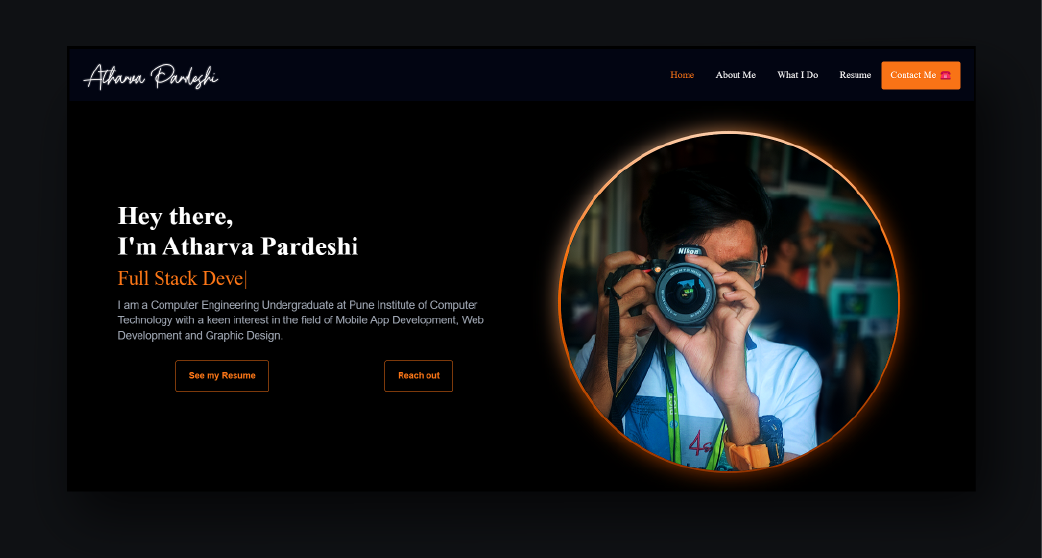 Atharva Pardeshi
Home About Me What I Do Resume Contact Me
Hey there,
I'm Atharva Pardeshi
Full Stack Deve
I am a Computer Engineering Undergraduate at Pune Institute of Computer
Technology with a keen interest in the field of Mobile App Development, Web
Development and Graphic Design.
See my Resume Reach out
Nikon